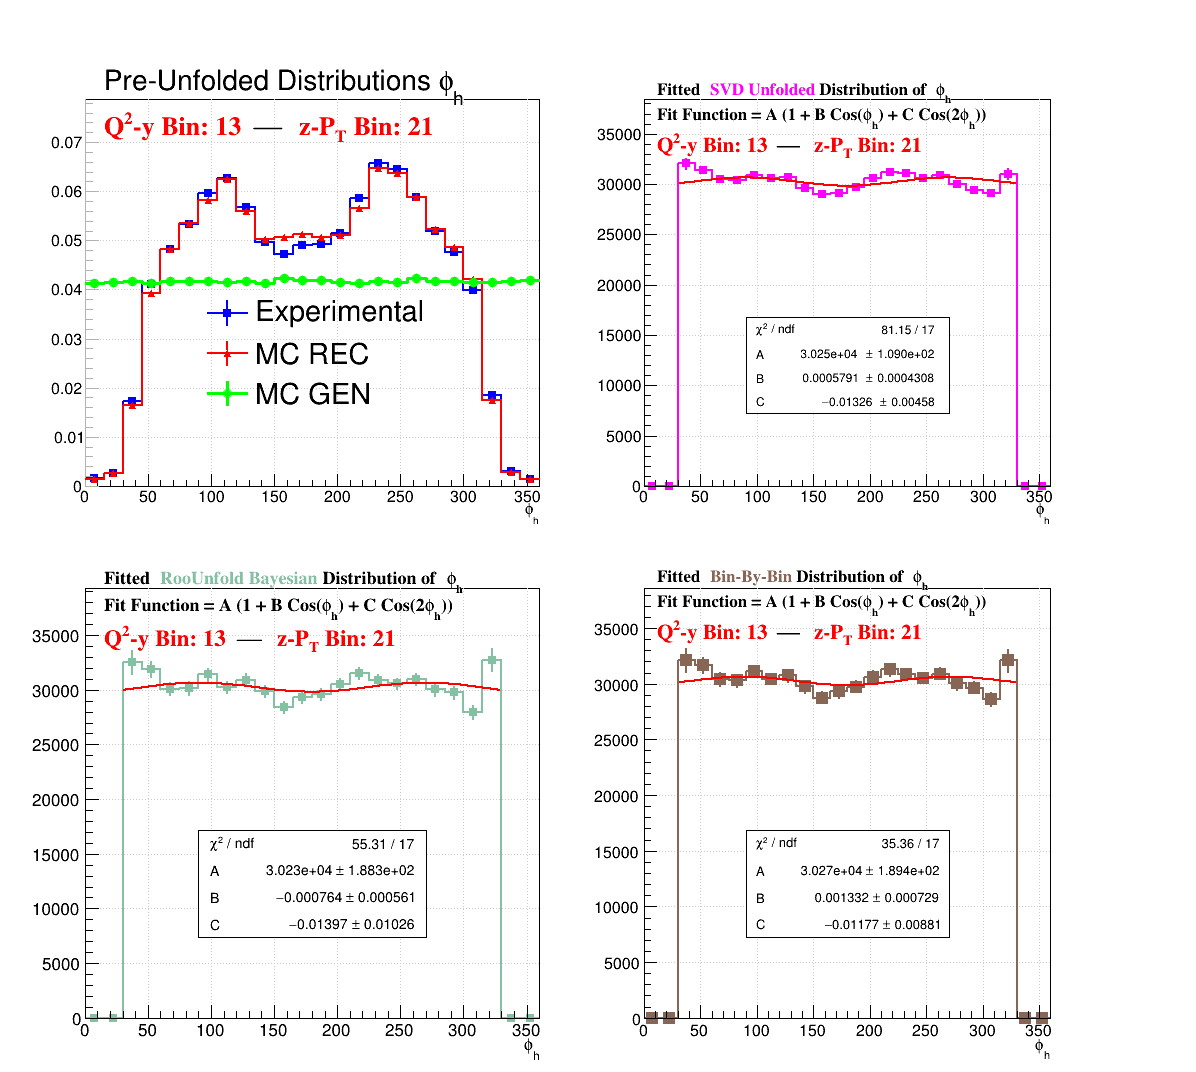 Pre-Unfolded Distributions ϕh
Q²-y Bin: 13 — z-PT Bin: 21
0.07
0.06
0.05
0.04
0.03
0.02
0.01
0
Experimental
MC REC
MC GEN
0 50 100 150 200 250 300 350
ϕh
Fitted SVD Unfolded Distribution of ϕh
Fit Function = A (1 + B Cos(ϕh) + C Cos(2ϕh))
Q²-y Bin: 13 — z-PT Bin: 21
35000
30000
25000
20000
15000
10000
5000
0
χ² / ndf 81.15 / 17
A 3.025e+04 ± 1.090e+02
B 0.0005791 ± 0.0004308
C −0.01326 ± 0.00458
0 50 100 150 200 250 300 350
ϕh
Fitted RooUnfold Bayesian Distribution of ϕh
Fit Function = A (1 + B Cos(ϕh) + C Cos(2ϕh))
Q²-y Bin: 13 — z-PT Bin: 21
35000
30000
25000
20000
15000
10000
5000
0
χ² / ndf 55.31 / 17
A 3.023e+04 ± 1.883e+02
B −0.000764 ± 0.000561
C −0.01397 ± 0.01026
0 50 100 150 200 250 300 350
ϕh
Fitted Bin-By-Bin Distribution of ϕh
Fit Function = A (1 + B Cos(ϕh) + C Cos(2ϕh))
Q²-y Bin: 13 — z-PT Bin: 21
35000
30000
25000
20000
15000
10000
5000
0
χ² / ndf 35.36 / 17
A 3.027e+04 ± 1.894e+02
B 0.001332 ± 0.000729
C −0.01177 ± 0.00881
0 50 100 150 200 250 300 350
ϕh